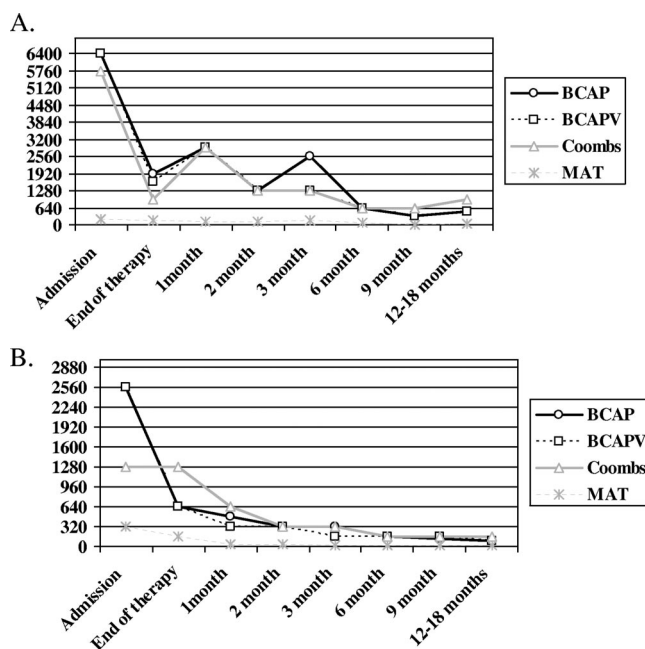 A.
6400
5760
5120
4480
3840
3200
2560
1920
1280
640
0
Admission
End of therapy
1month
2 month
3 month
6 month
9 month
12-18 months
BCAP
BCAPV
Coombs
MAT
B.
2880
2560
2240
1920
1600
1280
960
640
320
0
Admission
End of therapy
1month
2 month
3 month
6 month
9 month
12-18 months
BCAP
BCAPV
Coombs
MAT